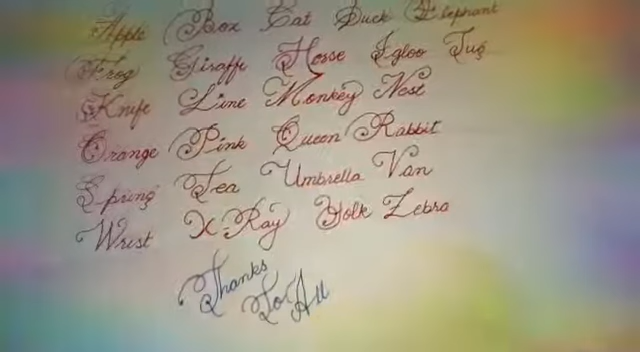 Apple Box Cat Duck Elephant
Frog Giraffe Horse Igloo Jug
Knife Line Monkey Nest
Orange Pink Queen Rabbit
Spring Tea Umbrella Van
Wrist X-Ray Yolk Zebra
Thanks
To All